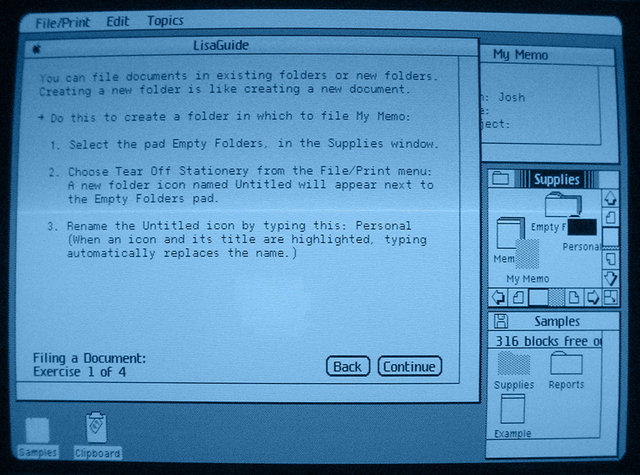 File/Print Edit Topics
LisaGuide
You can file documents in existing folders or new folders.
Creating a new folder is like creating a new document.
➔ Do this to create a folder in which to file My Memo:
1. Select the pad Empty Folders, in the Supplies window.
2. Choose Tear Off Stationery from the File/Print menu:
A new folder icon named Untitled will appear next to
the Empty Folders pad.
3. Rename the Untitled icon by typing this: Personal
(When an icon and its title are highlighted, typing
automatically replaces the name.)
Filing a Document:
Exercise 1 of 4
Back Continue
My Memo
: Josh
:
ject:
Supplies
Empty F
Personal
Mem
My Memo
Samples
316 blocks free o
Supplies Reports
Example
Samples Clipboard